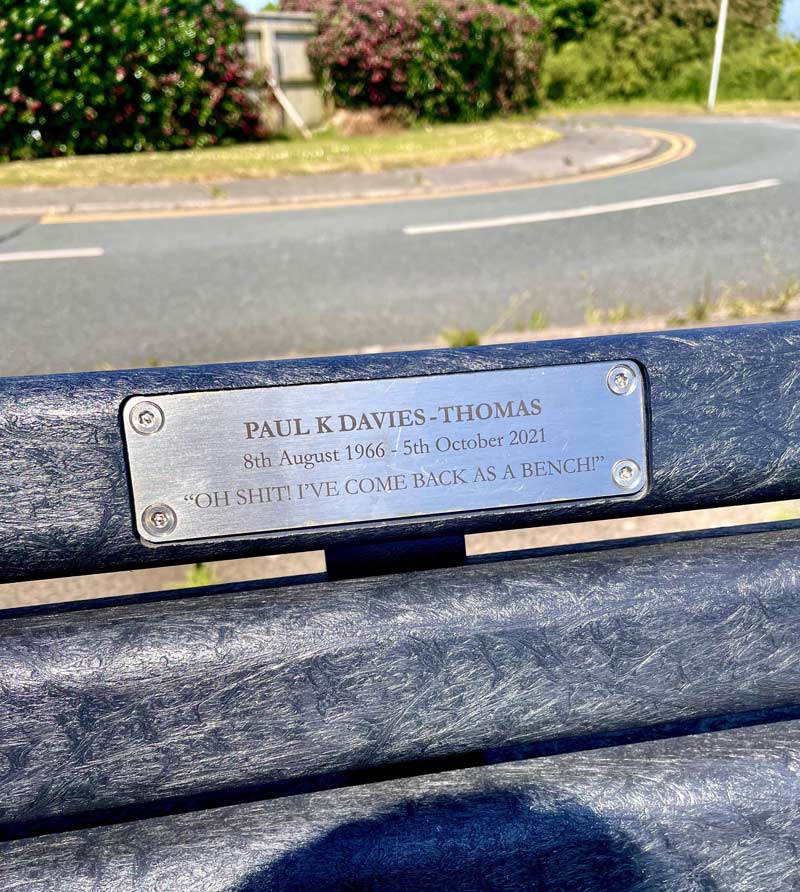 PAUL K DAVIES-THOMAS
8th August 1966 - 5th October 2021
“OH SHIT! I’VE COME BACK AS A BENCH!”